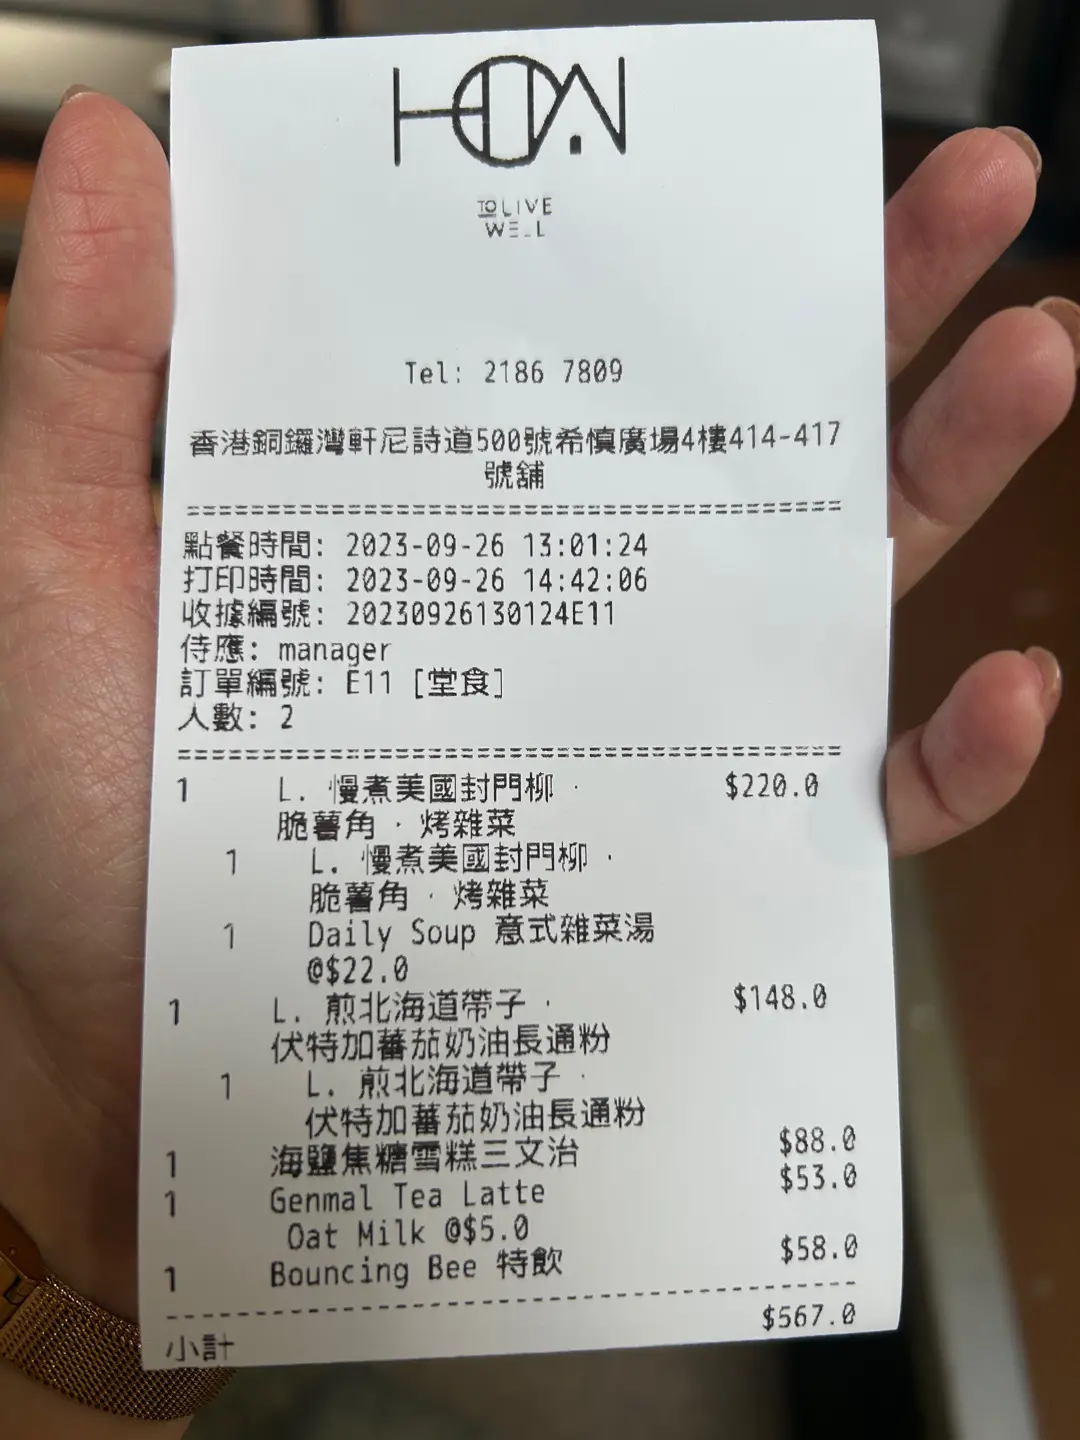 TO LIVE
WELL
Tel: 2186 7809
香港銅鑼灣軒尼詩道500號希慎廣場4樓414-417
號舖
點餐時間: 2023-09-26 13:01:24
打印時間: 2023-09-26 14:42:06
收據編號: 20230926130124E11
侍應: manager
訂單編號: E11 [堂食]
人數: 2
1 L. 慢煮美國封門柳 · $220.0
脆薯角 · 烤雜菜
1 L. 慢煮美國封門柳 ·
脆薯角 · 烤雜菜
1 Daily Soup 意式雜菜湯
@$22.0
1 L. 煎北海道帶子 · $148.0
伏特加蕃茄奶油長通粉
1 L. 煎北海道帶子 ·
伏特加蕃茄奶油長通粉
1 海鹽焦糖雪糕三文治 $88.0
1 Genmal Tea Latte $53.0
Oat Milk @$5.0
1 Bouncing Bee 特飲 $58.0
小計 $567.0